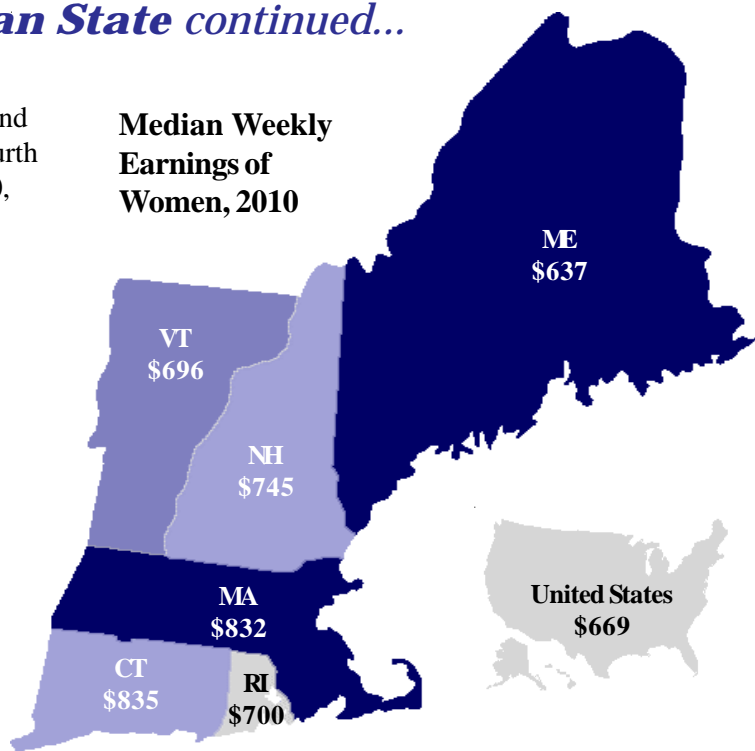 an State continued...
nd
urth
),
Median Weekly
Earnings of
Women, 2010
ME
$637
VT
$696
NH
$745
MA
$832
United States
$669
CT
$835
RI
$700